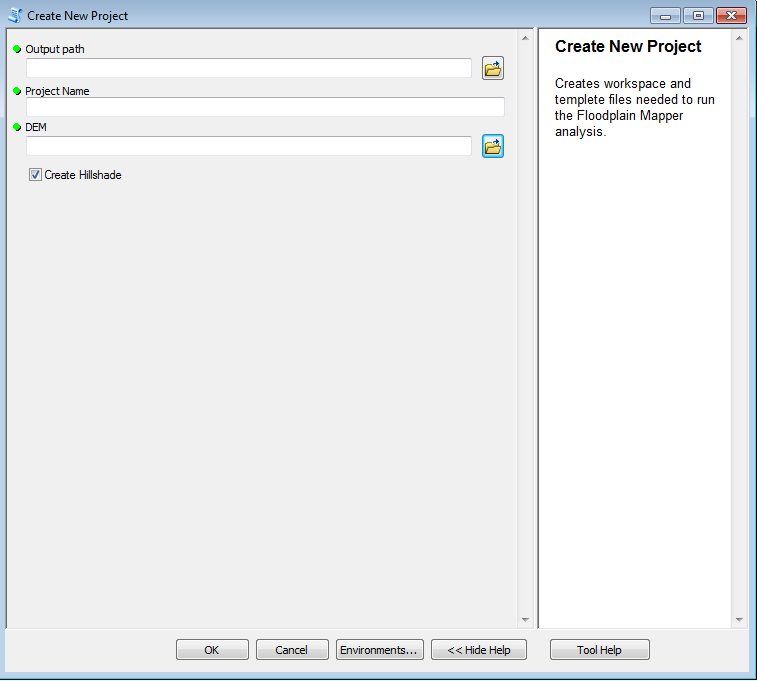 Create New Project
Output path
Project Name
DEM
Create Hillshade
Create New Project
Creates workspace and
templete files needed to run
the Floodplain Mapper
analysis.
OK
Cancel
Environments...
<< Hide Help
Tool Help